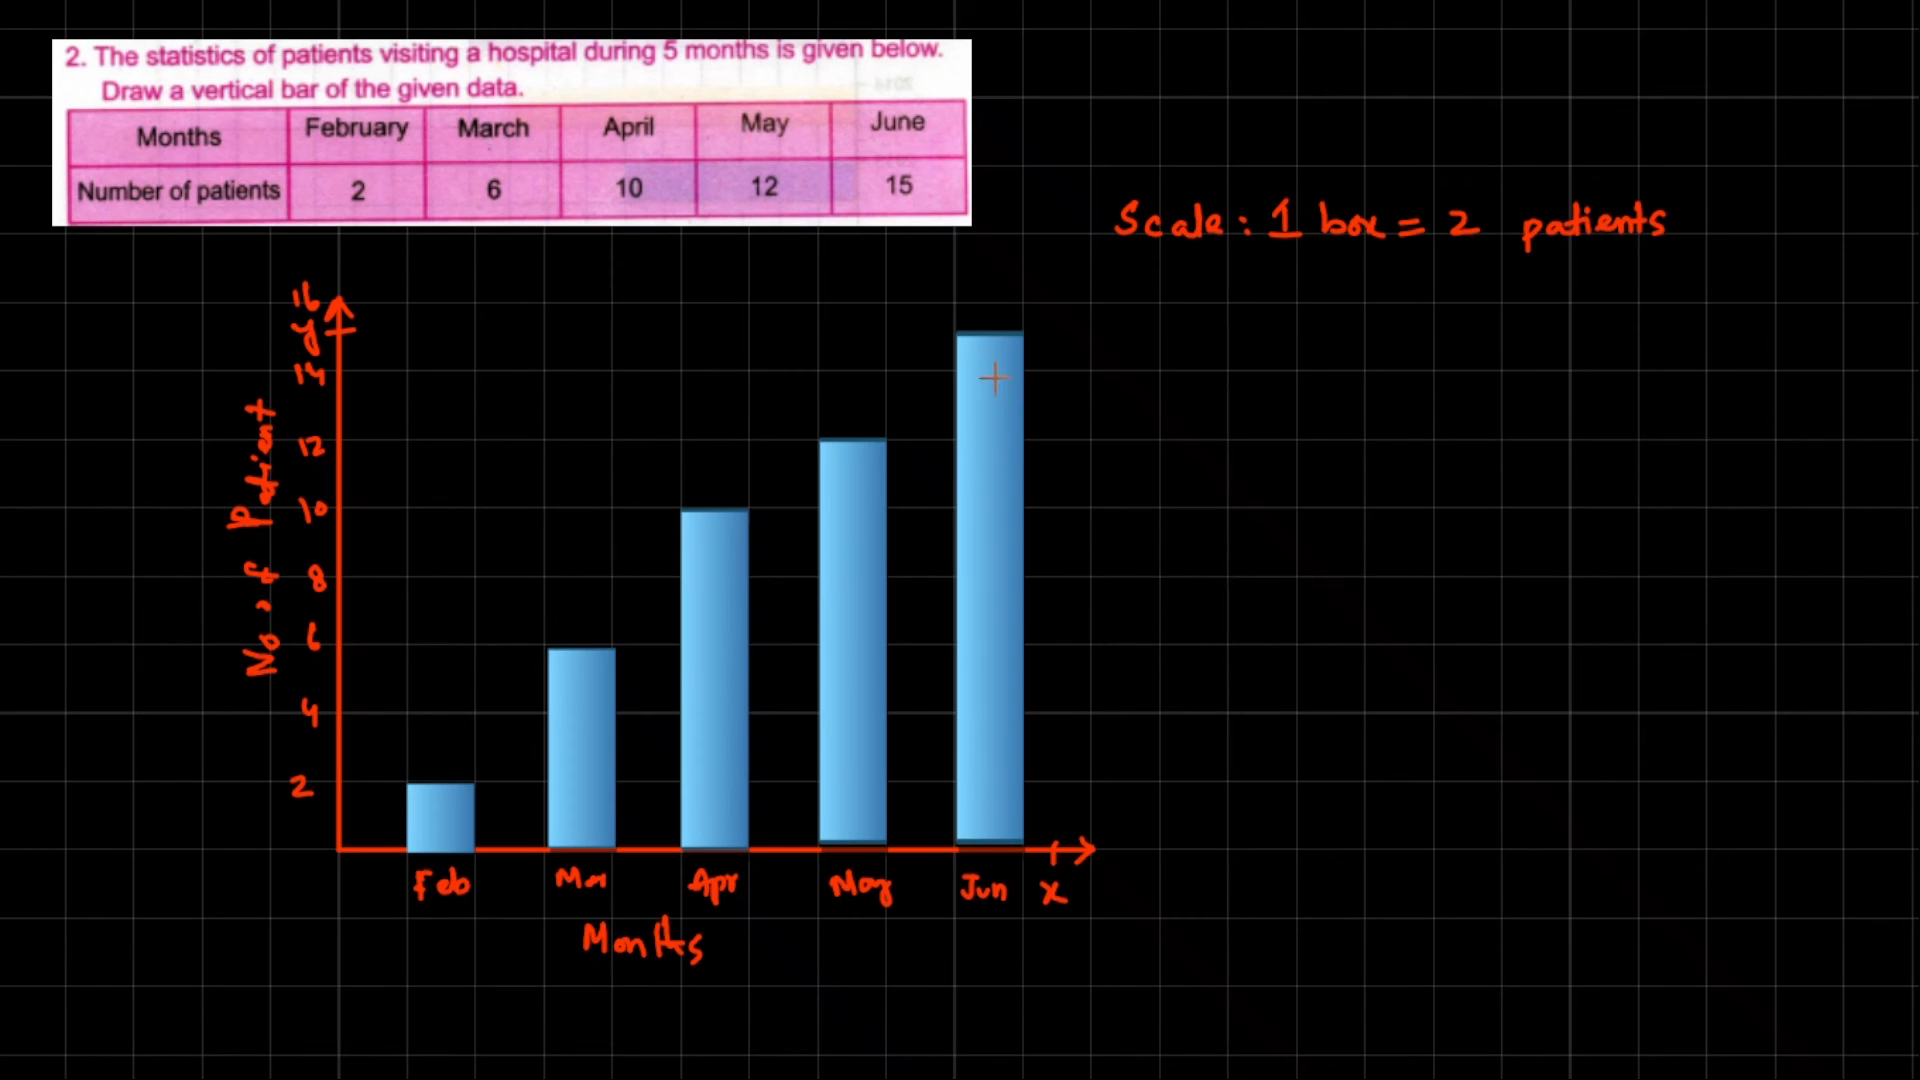 2. The statistics of patients visiting a hospital during 5 months is given below.
Draw a vertical bar of the given data.
Months February March April May June
Number of patients 2 6 10 12 15
Scale: 1 box = 2 patients
16
y
14
12
10
8
6
4
2
No. of Patient
Feb Mar Apr May Jun x
Months